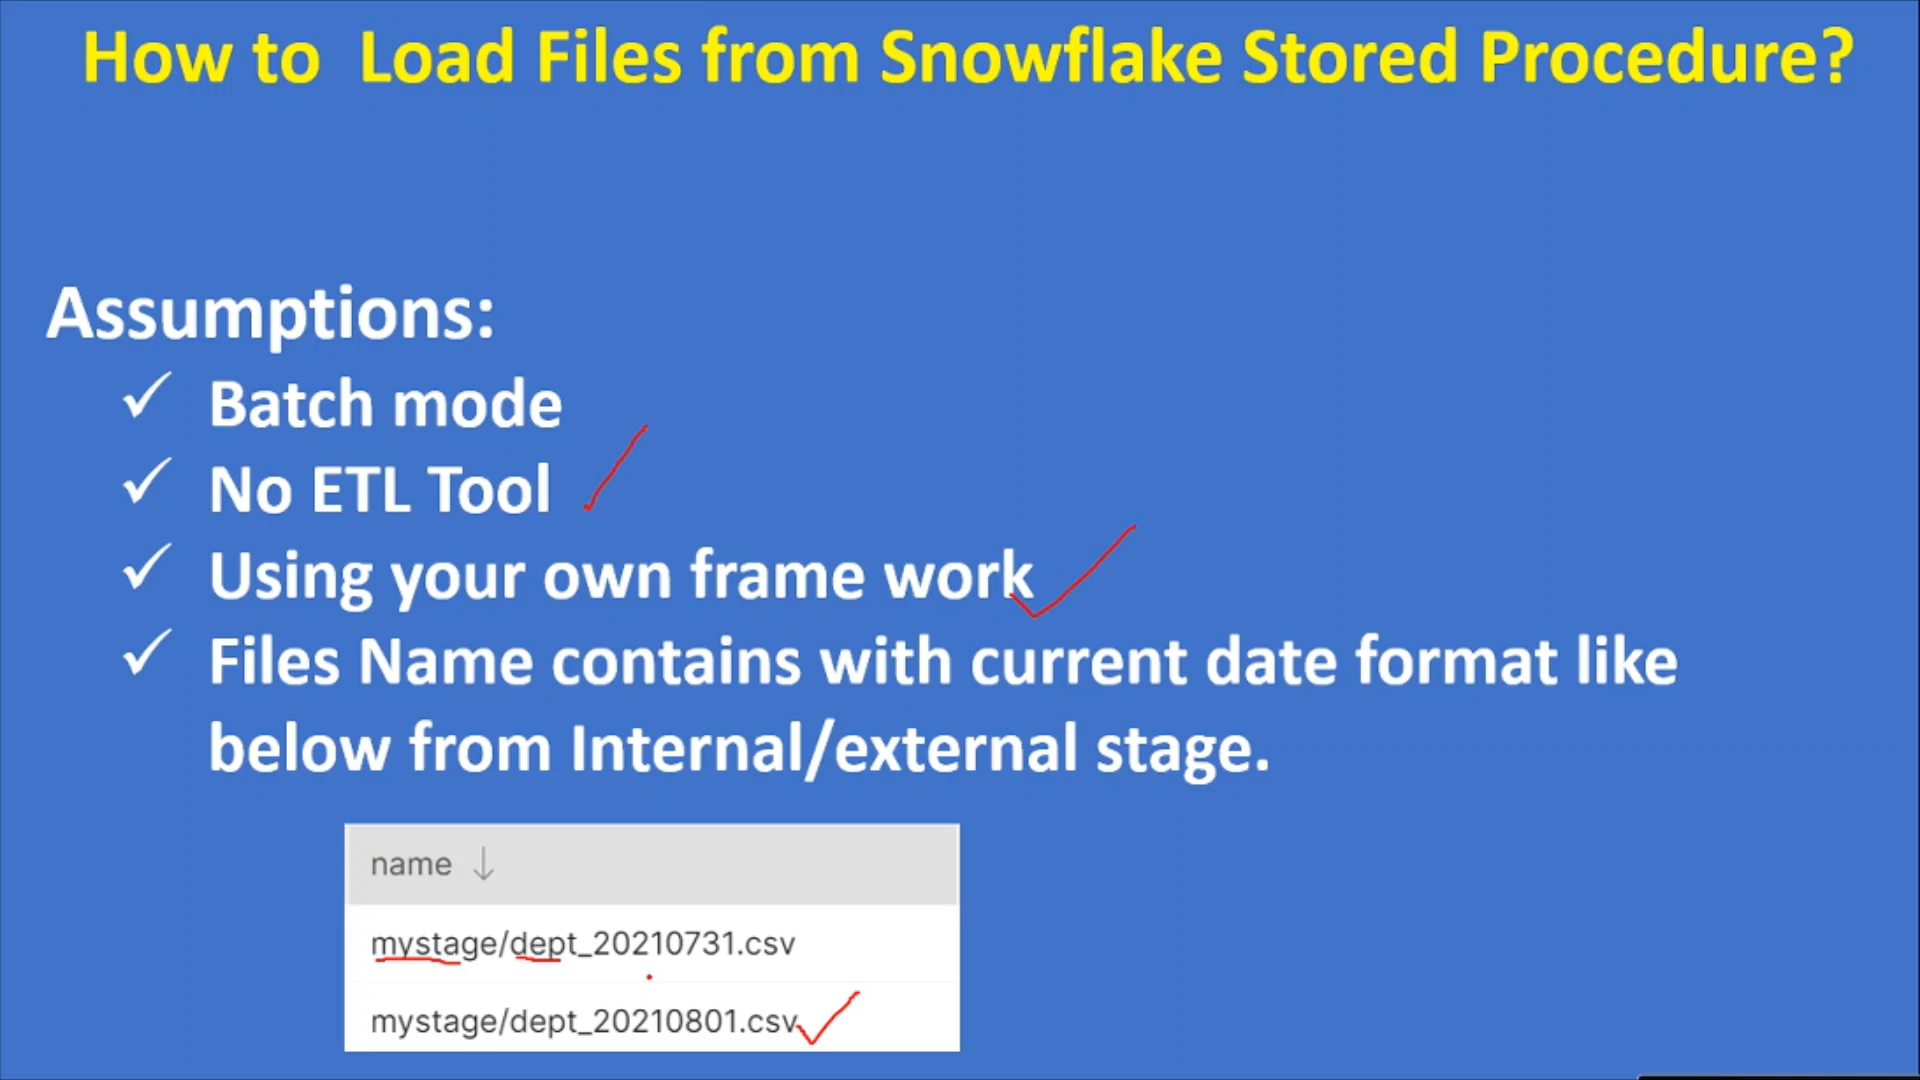 How to Load Files from Snowflake Stored Procedure?
Assumptions:
✓ Batch mode
✓ No ETL Tool
✓ Using your own frame work
✓ Files Name contains with current date format like
below from Internal/external stage.
name ↓
mystage/dept_20210731.csv
mystage/dept_20210801.csv